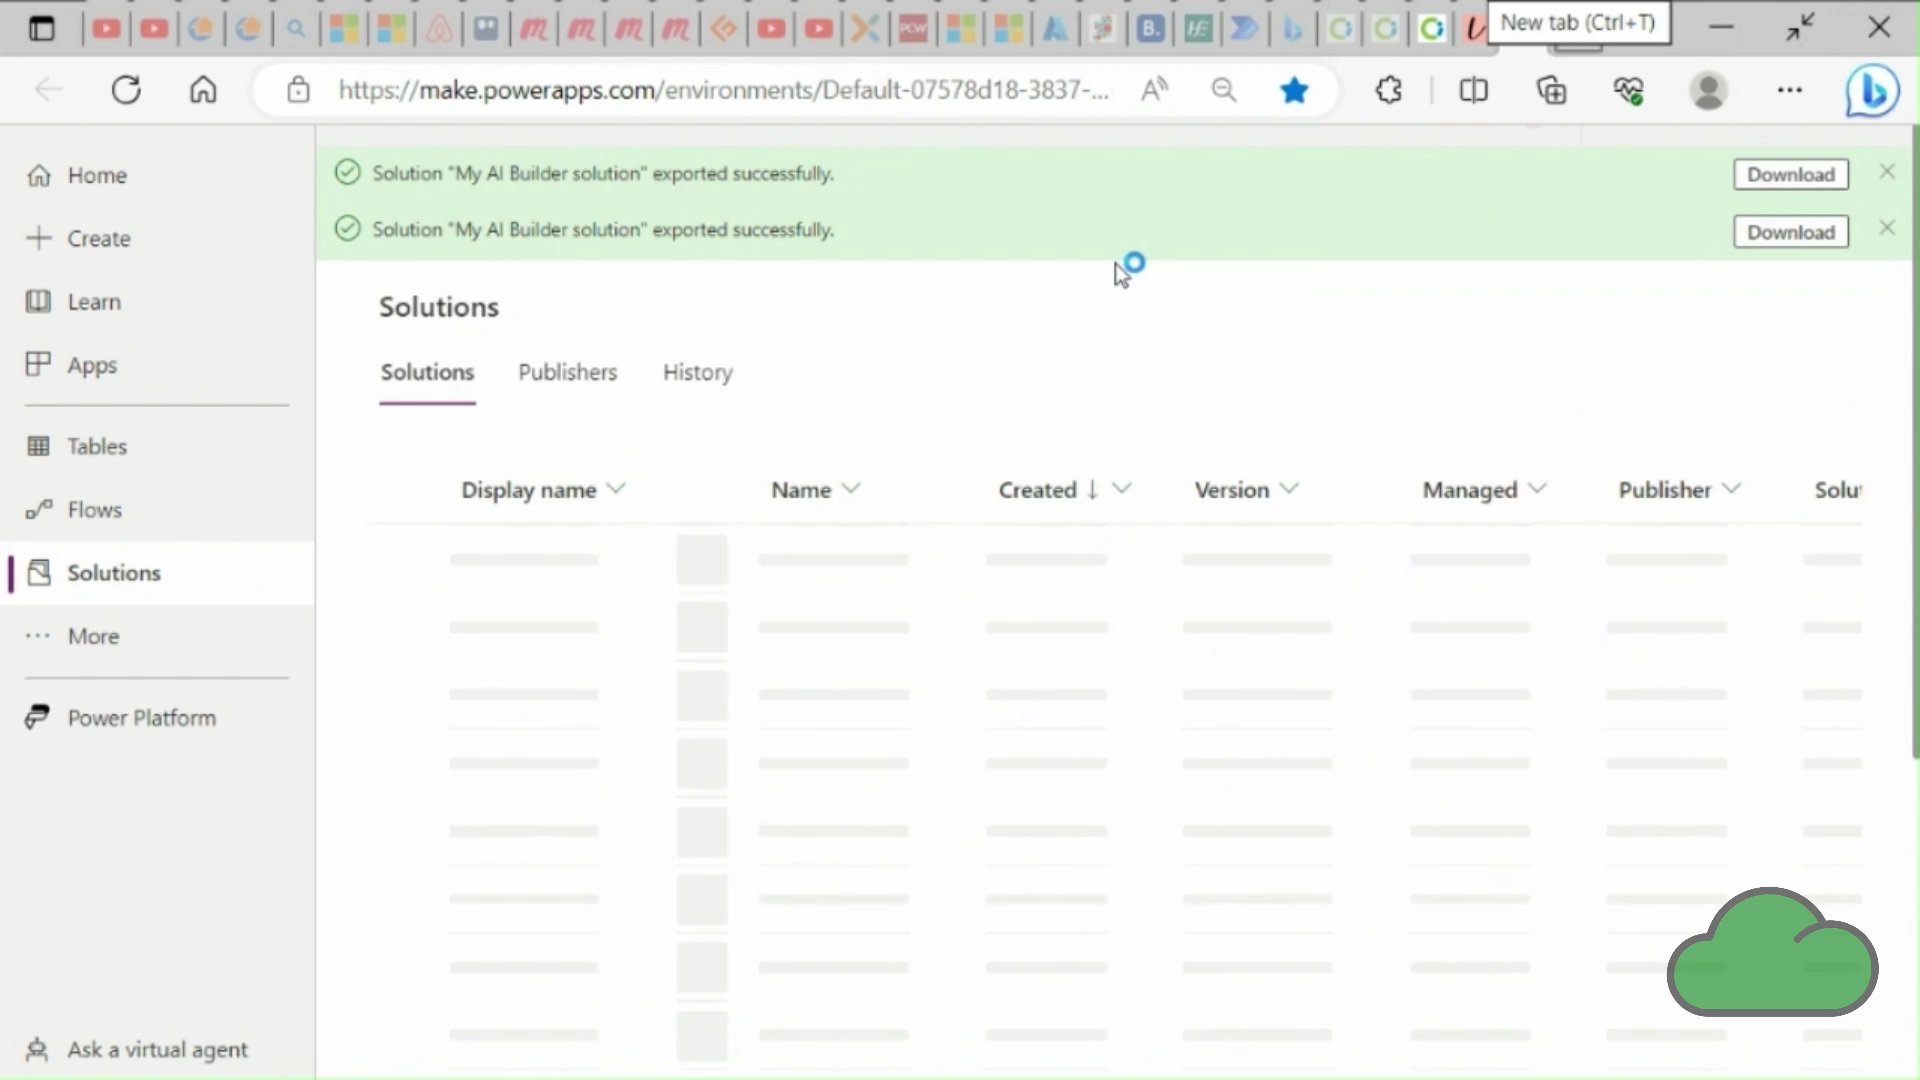 New tab (Ctrl+T)
PCW
B.
https://make.powerapps.com/environments/Default-07578d18-3837-...
Home
Create
Learn
Apps
Tables
Flows
Solutions
More
Power Platform
Ask a virtual agent
Solution "My AI Builder solution" exported successfully.
Download
Solution "My AI Builder solution" exported successfully.
Download
Solutions
Solutions Publishers History
Display name Name Created Version Managed Publisher Solut